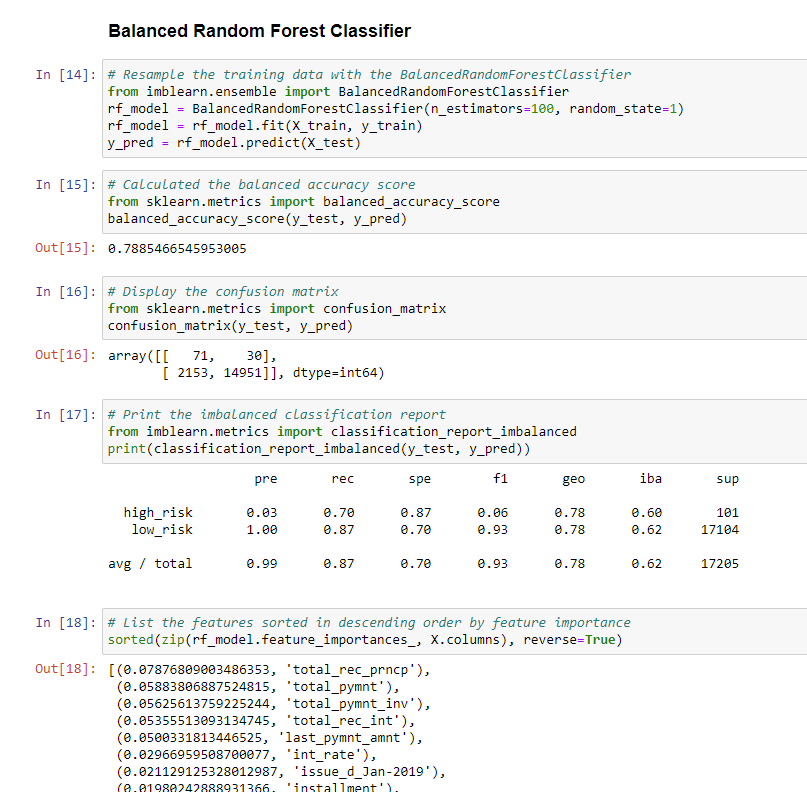 Balanced Random Forest Classifier
In [14]: # Resample the training data with the BalancedRandomForestClassifier
from imblearn.ensemble import BalancedRandomForestClassifier
rf_model = BalancedRandomForestClassifier(n_estimators=100, random_state=1)
rf_model = rf_model.fit(X_train, y_train)
y_pred = rf_model.predict(X_test)
In [15]: # Calculated the balanced accuracy score
from sklearn.metrics import balanced_accuracy_score
balanced_accuracy_score(y_test, y_pred)
Out[15]: 0.7885466545953005
In [16]: # Display the confusion matrix
from sklearn.metrics import confusion_matrix
confusion_matrix(y_test, y_pred)
Out[16]: array([[   71,    30],
       [ 2153, 14951]], dtype=int64)
In [17]: # Print the imbalanced classification report
from imblearn.metrics import classification_report_imbalanced
print(classification_report_imbalanced(y_test, y_pred))
pre       rec       spe        f1       geo       iba       sup
high_risk       0.03      0.70      0.87      0.06      0.78      0.60       101
low_risk       1.00      0.87      0.70      0.93      0.78      0.62     17104
avg / total       0.99      0.87      0.70      0.93      0.78      0.62     17205
In [18]: # List the features sorted in descending order by feature importance
sorted(zip(rf_model.feature_importances_, X.columns), reverse=True)
Out[18]: [(0.07876809003486353, 'total_rec_prncp'),
(0.05883806887524815, 'total_pymnt'),
(0.05625613759225244, 'total_pymnt_inv'),
(0.05355513093134745, 'total_rec_int'),
(0.0500331813446525, 'last_pymnt_amnt'),
(0.02966959508700077, 'int_rate'),
(0.021129125328012987, 'issue_d_Jan-2019'),
(0.01980242888931366, 'installment'),